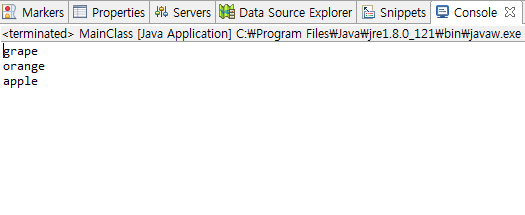 Markers Properties Servers Data Source Explorer Snippets Console
<terminated> MainClass [Java Application] C:₩Program Files₩Java₩jre1.8.0_121₩bin₩javaw.exe
grape
orange
apple